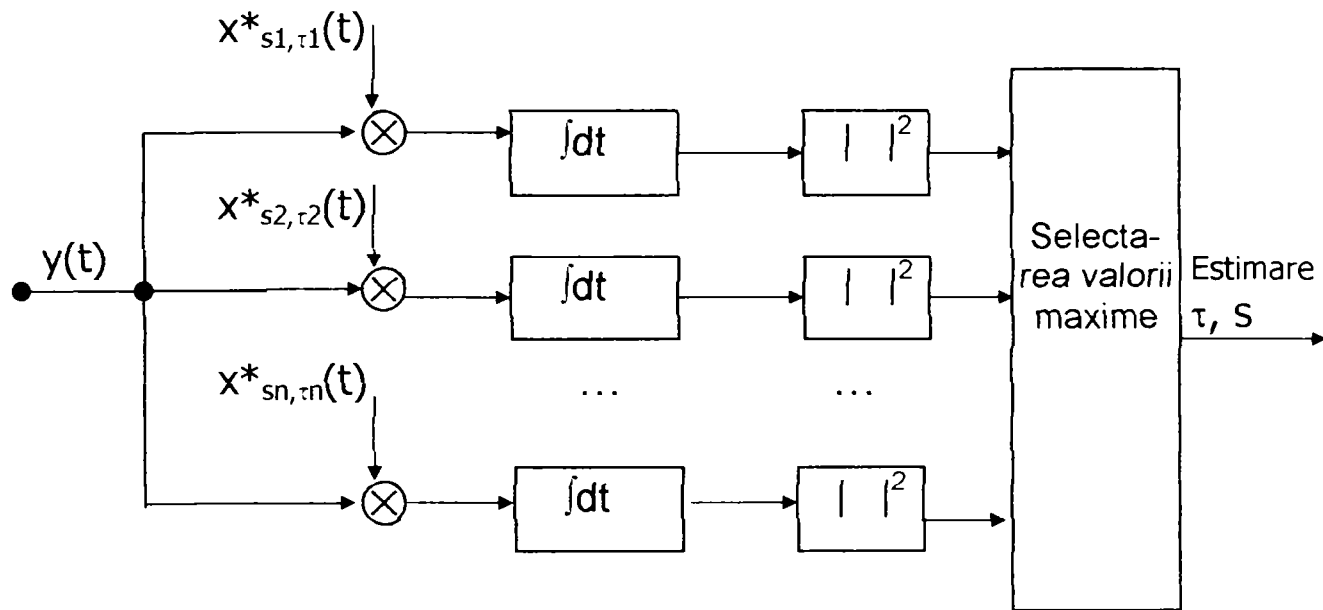 x*s1,τ1(t)
∫dt
| |²
x*s2,τ2(t)
y(t)
∫dt
| |²
Selecta-
rea valorii
maxime
Estimare
τ, s
x*sn,τn(t)
...
...
∫dt
| |²